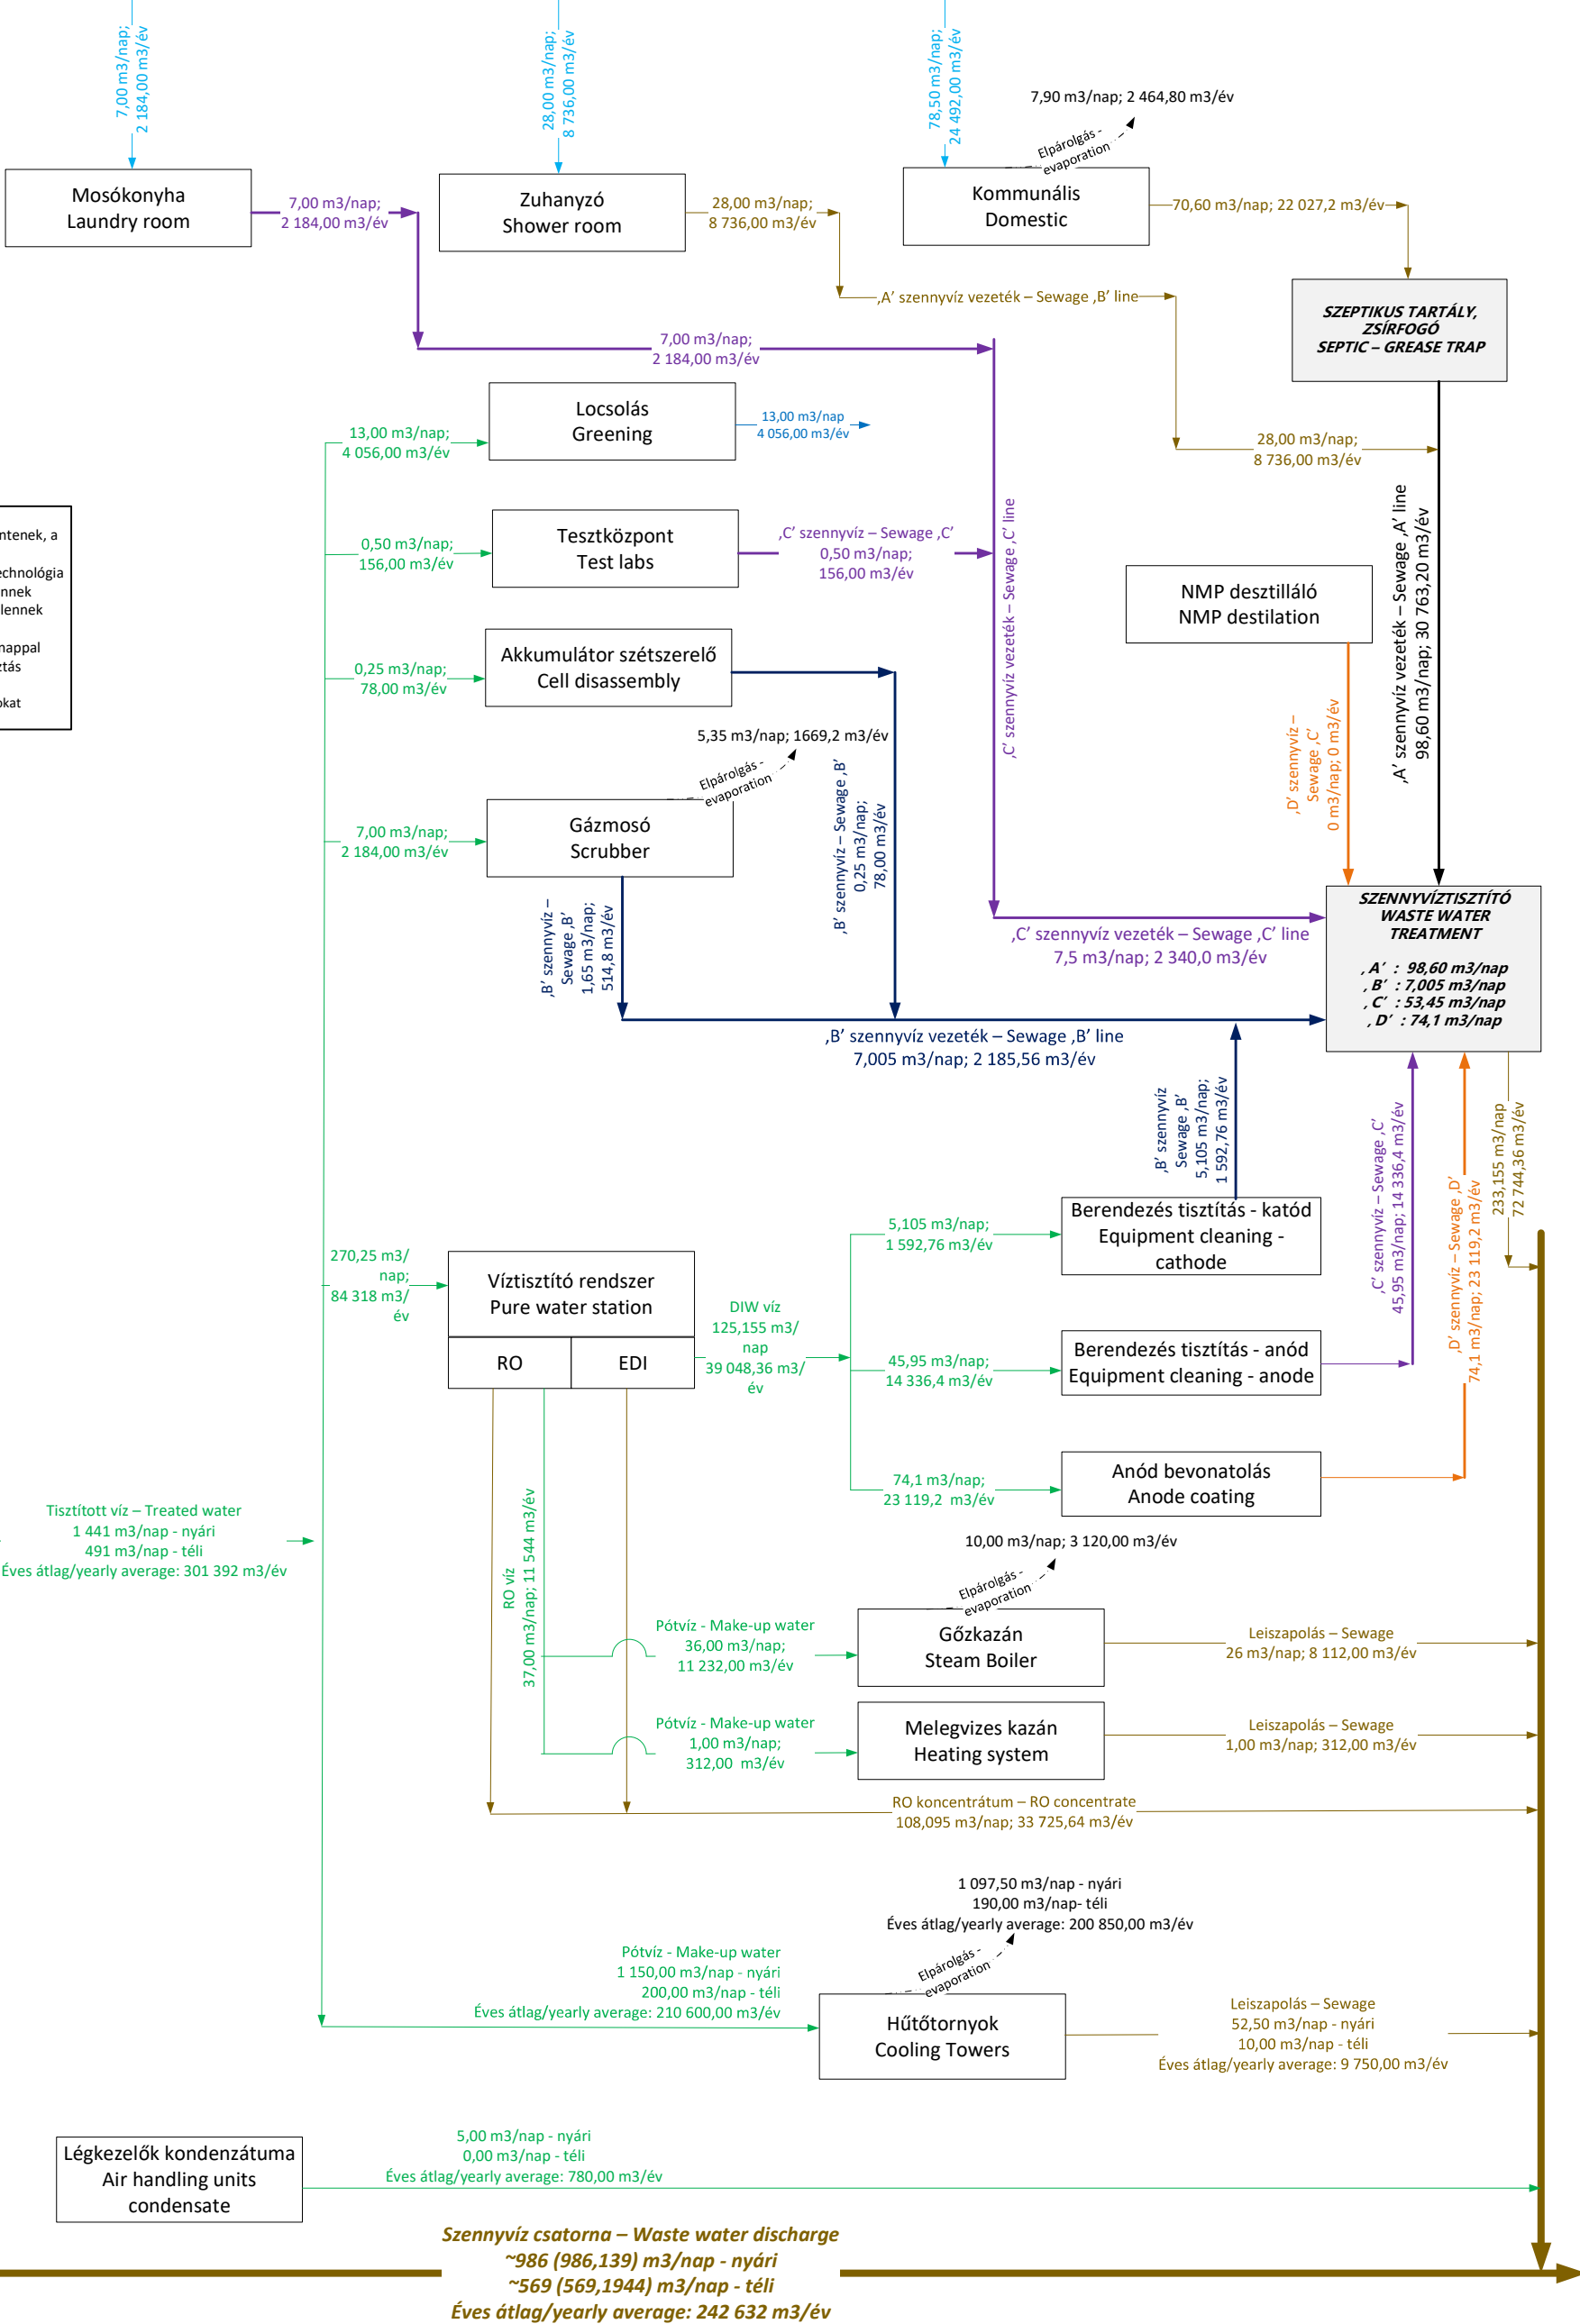 7,00 m3/nap;
2 184,00 m3/év
28,00 m3/nap;
8 736,00 m3/év
78,50 m3/nap;
24 492,00 m3/év
7,90 m3/nap; 2 464,80 m3/év
Elpárolgás -
evaporation
Mosókonyha
Laundry room
7,00 m3/nap;
2 184,00 m3/év
Zuhanyzó
Shower room
28,00 m3/nap;
8 736,00 m3/év
Kommunális
Domestic
70,60 m3/nap; 22 027,2 m3/év
‚A’ szennyvíz vezeték – Sewage ‚B’ line
SZEPTIKUS TARTÁLY,
ZSÍRFOGÓ
SEPTIC – GREASE TRAP
7,00 m3/nap;
2 184,00 m3/év
Locsolás
Greening
13,00 m3/nap
4 056,00 m3/év
13,00 m3/nap;
4 056,00 m3/év
28,00 m3/nap;
8 736,00 m3/év
ntenek, a
echnológia
nnek
lennek
nappal
ztás
okat
0,50 m3/nap;
156,00 m3/év
Tesztközpont
Test labs
‚C’ szennyvíz – Sewage ‚C’
0,50 m3/nap;
156,00 m3/év
‚C’ szennyvíz vezeték – Sewage ‚C’ line
‚A’ szennyvíz vezeték – Sewage ‚A’ line
98,60 m3/nap; 30 763,20 m3/év
NMP desztilláló
NMP destilation
0,25 m3/nap;
78,00 m3/év
Akkumulátor szétszerelő
Cell disassembly
‚D’ szennyvíz –
Sewage ‚C’
0 m3/nap; 0 m3/év
5,35 m3/nap; 1669,2 m3/év
Elpárolgás -
evaporation
‚B’ szennyvíz – Sewage ‚B’
0,25 m3/nap;
78,00 m3/év
7,00 m3/nap;
2 184,00 m3/év
Gázmosó
Scrubber
‚B’ szennyvíz –
Sewage ‚B’
1,65 m3/nap;
514,8 m3/év
‚C’ szennyvíz vezeték – Sewage ‚C’ line
7,5 m3/nap; 2 340,0 m3/év
SZENNYVÍZTISZTÍTÓ
WASTE WATER
TREATMENT
‚ A’ : 98,60 m3/nap
‚ B’ : 7,005 m3/nap
‚ C’ : 53,45 m3/nap
‚ D’ : 74,1 m3/nap
‚B’ szennyvíz vezeték – Sewage ‚B’ line
7,005 m3/nap; 2 185,56 m3/év
‚B’ szennyvíz
Sewage ‚B’
5,105 m3/nap;
1 592,76 m3/év
‚C’ szennyvíz – Sewage ‚C’
45,95 m3/nap; 14 336,4 m3/év
‚D’ szennyvíz – Sewage ‚D’
74,1 m3/nap; 23 119,2 m3/év
233,155 m3/nap
72 744,36 m3/év
270,25 m3/
nap;
84 318 m3/
év
Víztisztító rendszer
Pure water station
RO
EDI
DIW víz
125,155 m3/
nap
39 048,36 m3/
év
5,105 m3/nap;
1 592,76 m3/év
Berendezés tisztítás - katód
Equipment cleaning -
cathode
45,95 m3/nap;
14 336,4 m3/év
Berendezés tisztítás - anód
Equipment cleaning - anode
74,1 m3/nap;
23 119,2 m3/év
Anód bevonatolás
Anode coating
Tisztított víz – Treated water
1 441 m3/nap - nyári
491 m3/nap - téli
Éves átlag/yearly average: 301 392 m3/év
RO víz
37,00 m3/nap; 11 544 m3/év
10,00 m3/nap; 3 120,00 m3/év
Elpárolgás -
evaporation
Pótvíz - Make-up water
36,00 m3/nap;
11 232,00 m3/év
Gőzkazán
Steam Boiler
Leiszapolás – Sewage
26 m3/nap; 8 112,00 m3/év
Pótvíz - Make-up water
1,00 m3/nap;
312,00 m3/év
Melegvizes kazán
Heating system
Leiszapolás – Sewage
1,00 m3/nap; 312,00 m3/év
RO koncentrátum – RO concentrate
108,095 m3/nap; 33 725,64 m3/év
1 097,50 m3/nap - nyári
190,00 m3/nap- téli
Éves átlag/yearly average: 200 850,00 m3/év
Elpárolgás -
evaporation
Pótvíz - Make-up water
1 150,00 m3/nap - nyári
200,00 m3/nap - téli
Éves átlag/yearly average: 210 600,00 m3/év
Hűtőtornyok
Cooling Towers
Leiszapolás – Sewage
52,50 m3/nap - nyári
10,00 m3/nap - téli
Éves átlag/yearly average: 9 750,00 m3/év
Légkezelők kondenzátuma
Air handling units
condensate
5,00 m3/nap - nyári
0,00 m3/nap - téli
Éves átlag/yearly average: 780,00 m3/év
Szennyvíz csatorna – Waste water discharge
~986 (986,139) m3/nap - nyári
~569 (569,1944) m3/nap - téli
Éves átlag/yearly average: 242 632 m3/év